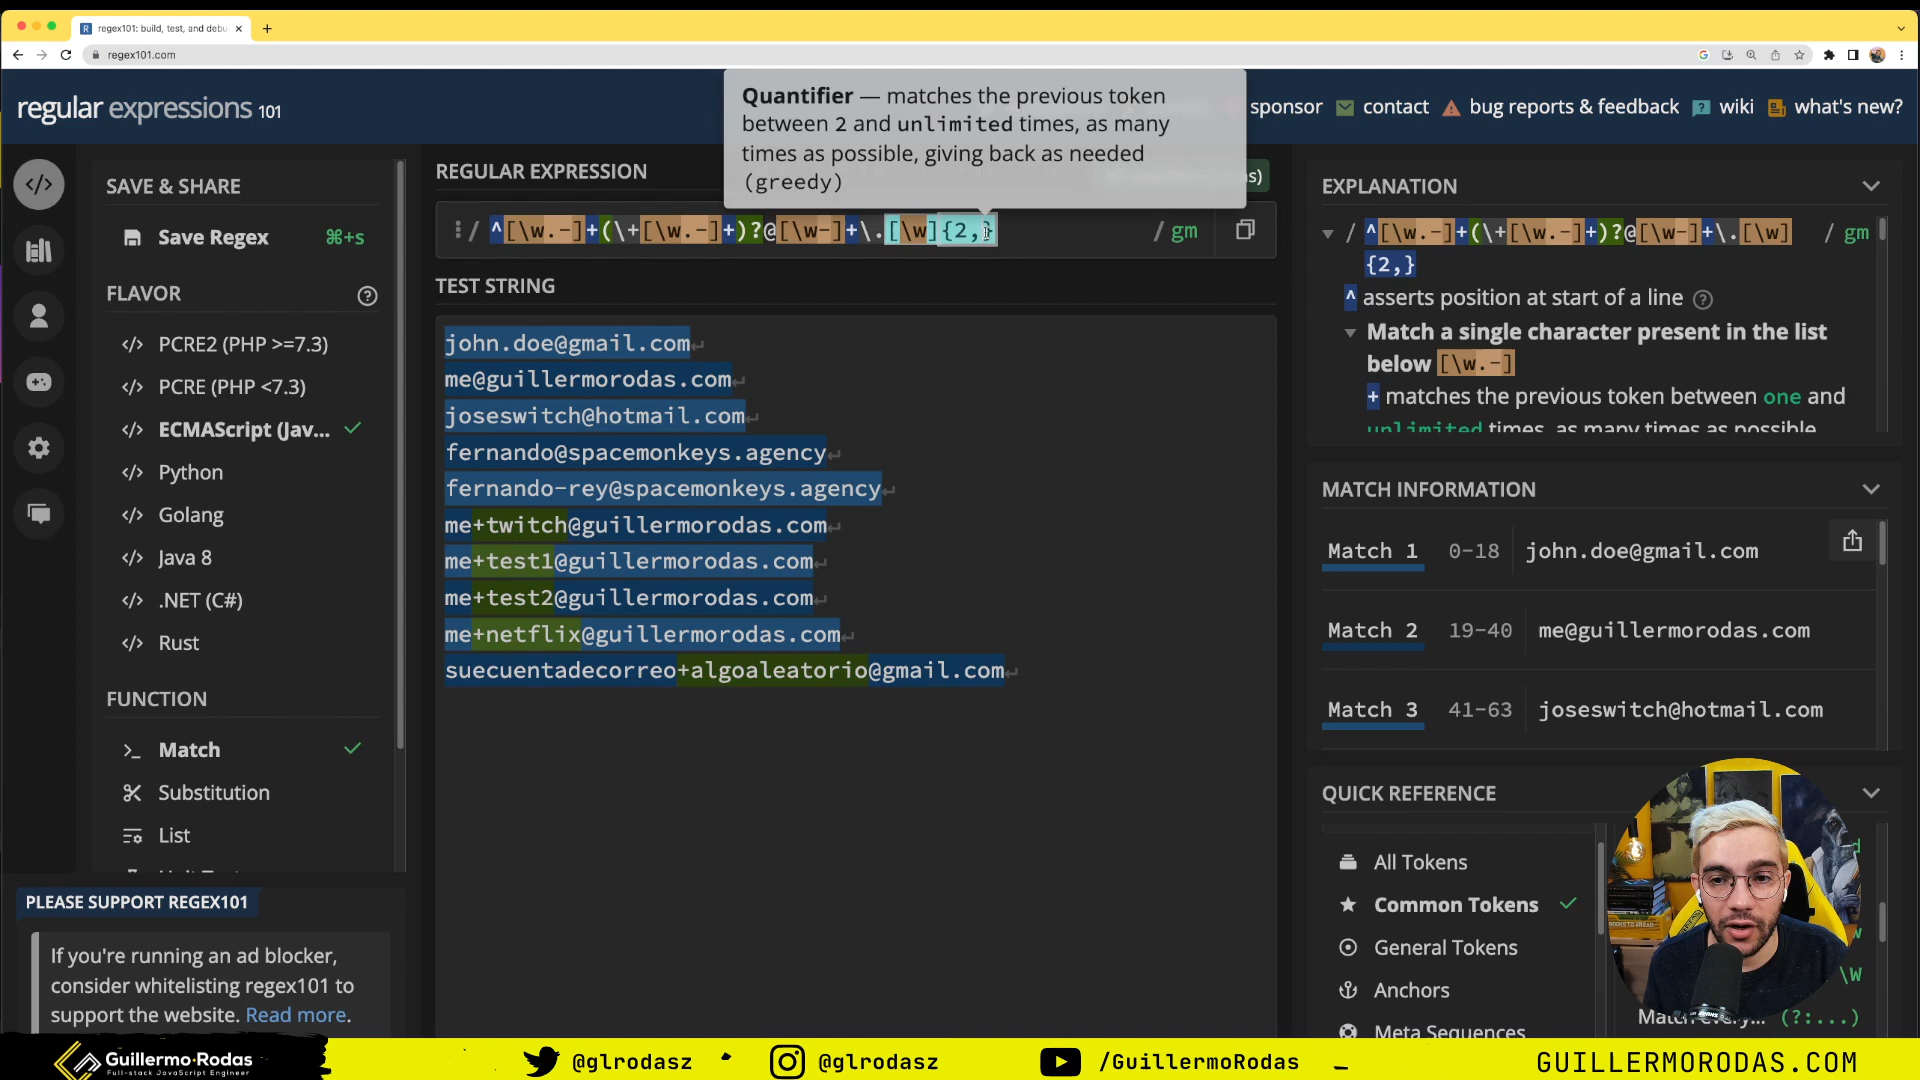 regex101: build, test, and debu
regex101.com
regular expressions 101
sponsor
contact
bug reports & feedback
wiki
what's new?
Quantifier — matches the previous token
between 2 and unlimited times, as many
times as possible, giving back as needed
(greedy)
SAVE & SHARE
Save Regex ⌘+s
FLAVOR
PCRE2 (PHP >=7.3)
PCRE (PHP <7.3)
ECMAScript (Jav...
Python
Golang
Java 8
.NET (C#)
Rust
FUNCTION
Match
Substitution
List
PLEASE SUPPORT REGEX101
If you're running an ad blocker,
consider whitelisting regex101 to
support the website. Read more.
REGULAR EXPRESSION
s)
/ ^[\w.-]+(\+[\w.-]+)?@[\w-]+\.[\w]{2,} / gm
TEST STRING
john.doe@gmail.com
me@guillermorodas.com
joseswitch@hotmail.com
fernando@spacemonkeys.agency
fernando-rey@spacemonkeys.agency
me+twitch@guillermorodas.com
me+test1@guillermorodas.com
me+test2@guillermorodas.com
me+netflix@guillermorodas.com
suecuentadecorreo+algoaleatorio@gmail.com
EXPLANATION
/ ^[\w.-]+(\+[\w.-]+)?@[\w-]+\.[\w] / gm
{2,}
^ asserts position at start of a line
Match a single character present in the list
below [\w.-]
+ matches the previous token between one and
unlimited times, as many times as possible
MATCH INFORMATION
Match 1 0-18 john.doe@gmail.com
Match 2 19-40 me@guillermorodas.com
Match 3 41-63 joseswitch@hotmail.com
QUICK REFERENCE
All Tokens
Common Tokens
General Tokens
Anchors
Meta Sequences
\W
(?:...)
Guillermo·Rodas
Full-stack JavaScript Engineer
@glrodasz
@glrodasz
/GuillermoRodas
GUILLERMORODAS.COM